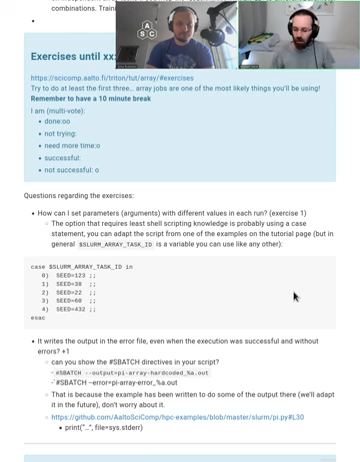 combinations.
A
S C
Exercises until xx:
https://scicomp.aalto.fi/triton/tut/array/#exercises
Try to do at least the first three... array jobs are one of the most likely things you'll be using!
Remember to have a 10 minute break
I am (multi-vote):
• done:oo
• not trying:
• need more time:o
• successful:
• not successful: o
Questions regarding the exercises:
• How can I set parameters (arguments) with different values in each run? (exercise 1)
○ The option that requires least shell scripting knowledge is probably using a case
statement, you can adapt the script from one of the examples on the tutorial page (but in
general $SLURM_ARRAY_TASK_ID is a variable you can use like any other):
case $SLURM_ARRAY_TASK_ID in
0) SEED=123 ;;
1) SEED=38 ;;
2) SEED=22 ;;
3) SEED=60 ;;
4) SEED=432 ;;
esac
• It writes the output in the error file, even when the execution was successful and without
errors? +1
○ can you show the #SBATCH directives in your script?
-`#SBATCH --output=pi-array-hardcoded_%a.out
-`#SBATCH --error=pi-array-error_%a.out
○ That is because the example has been written to do some of the output there (we'll adapt
it in the future), don't worry about it.
○ https://github.com/AaltoSciComp/hpc-examples/blob/master/slurm/pi.py#L30
▪ print("...", file=sys.stderr)